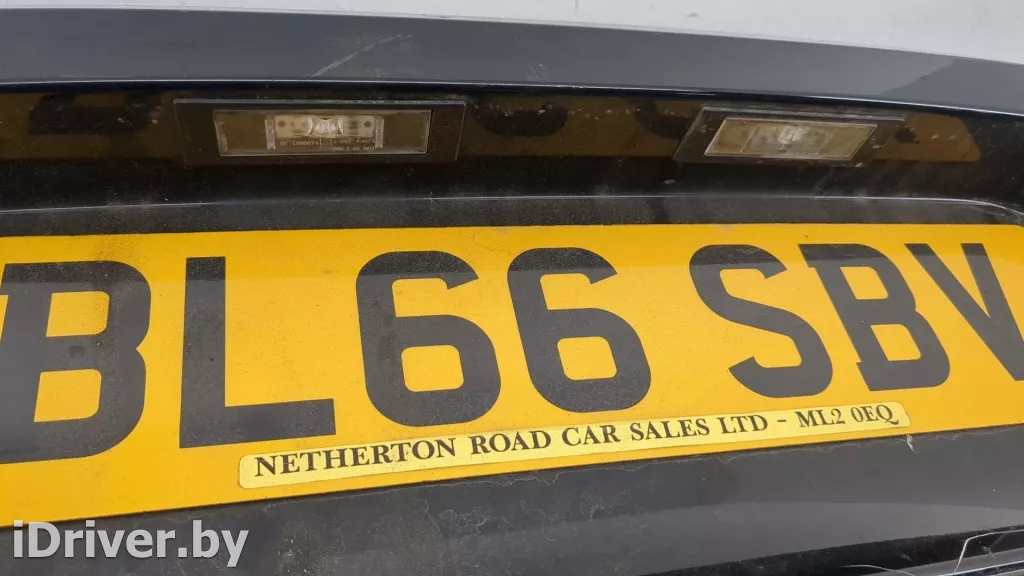 BL66 SBV
NETHERTON ROAD CAR SALES LTD - ML2 0EQ
iDriver.by